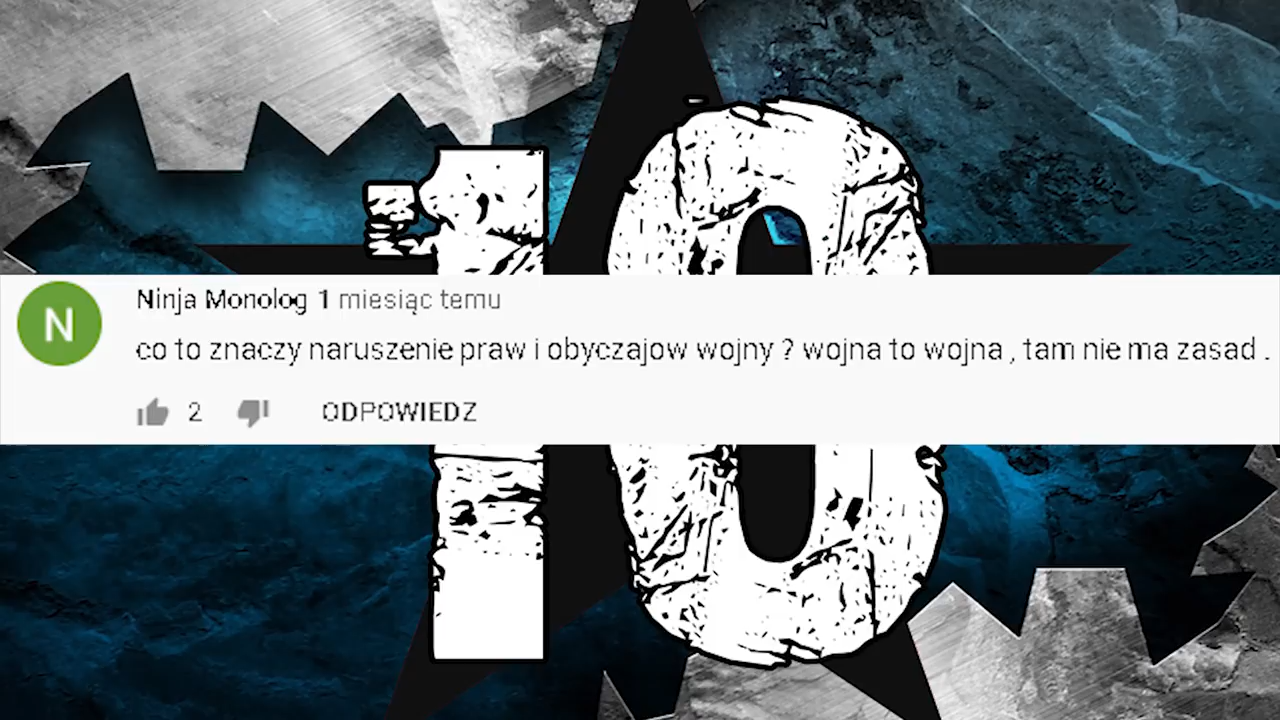 10
N
Ninja Monolog 1 miesiąc temu
co to znaczy naruszenie praw i obyczajow wojny ? wojna to wojna , tam nie ma zasad .
2 ODPOWIEDZ